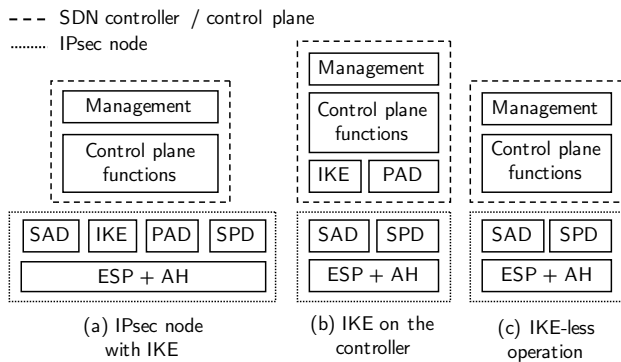 SDN controller / control plane
IPsec node
Management
Control plane
functions
SAD IKE PAD SPD
ESP + AH
(a) IPsec node
with IKE
Management
Control plane
functions
IKE PAD
SAD SPD
ESP + AH
(b) IKE on the
controller
Management
Control plane
functions
SAD SPD
ESP + AH
(c) IKE-less
operation